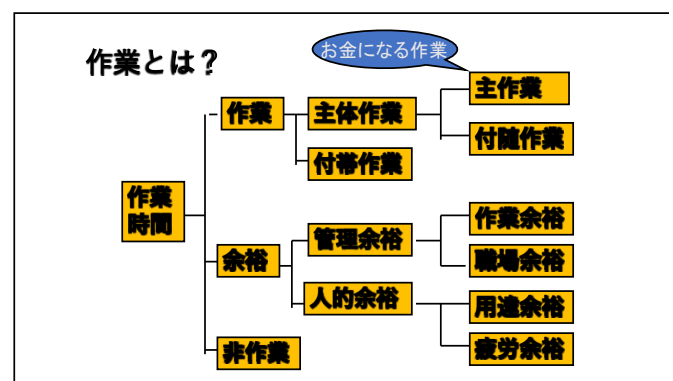 作業とは？
お金になる作業
主作業
作業
主体作業
付随作業
付帯作業
作業
時間
作業余裕
管理余裕
余裕
職場余裕
人的余裕
用達余裕
非作業
疲労余裕